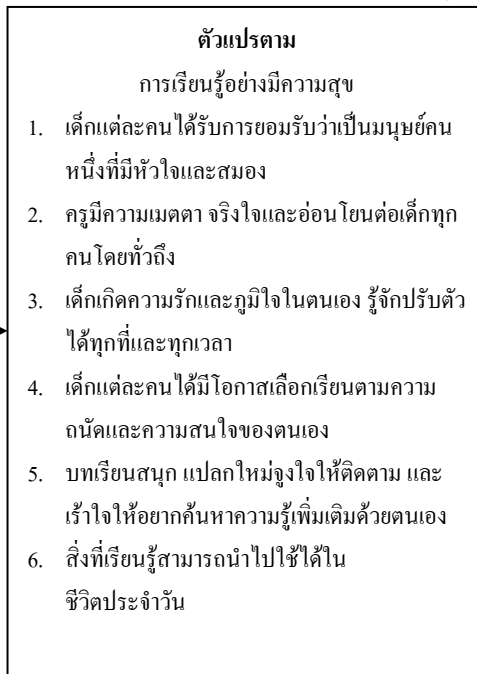 ตัวแปรตาม
การเรียนรู้อย่างมีความสุข
1. เด็กแต่ละคนได้รับการยอมรับว่าเป็นมนุษย์คน
หนึ่งที่มีหัวใจและสมอง
2. ครูมีความเมตตา จริงใจและอ่อนโยนต่อเด็กทุก
คนโดยทั่วถึง
3. เด็กเกิดความรักและภูมิใจในตนเอง รู้จักปรับตัว
ได้ทุกที่และทุกเวลา
4. เด็กแต่ละคนได้มีโอกาสเลือกเรียนตามความ
ถนัดและความสนใจของตนเอง
5. บทเรียนสนุก แปลกใหม่จูงใจให้ติดตาม และ
เร้าใจให้อยากค้นหาความรู้เพิ่มเติมด้วยตนเอง
6. สิ่งที่เรียนรู้สามารถนำไปใช้ได้ใน
ชีวิตประจำวัน